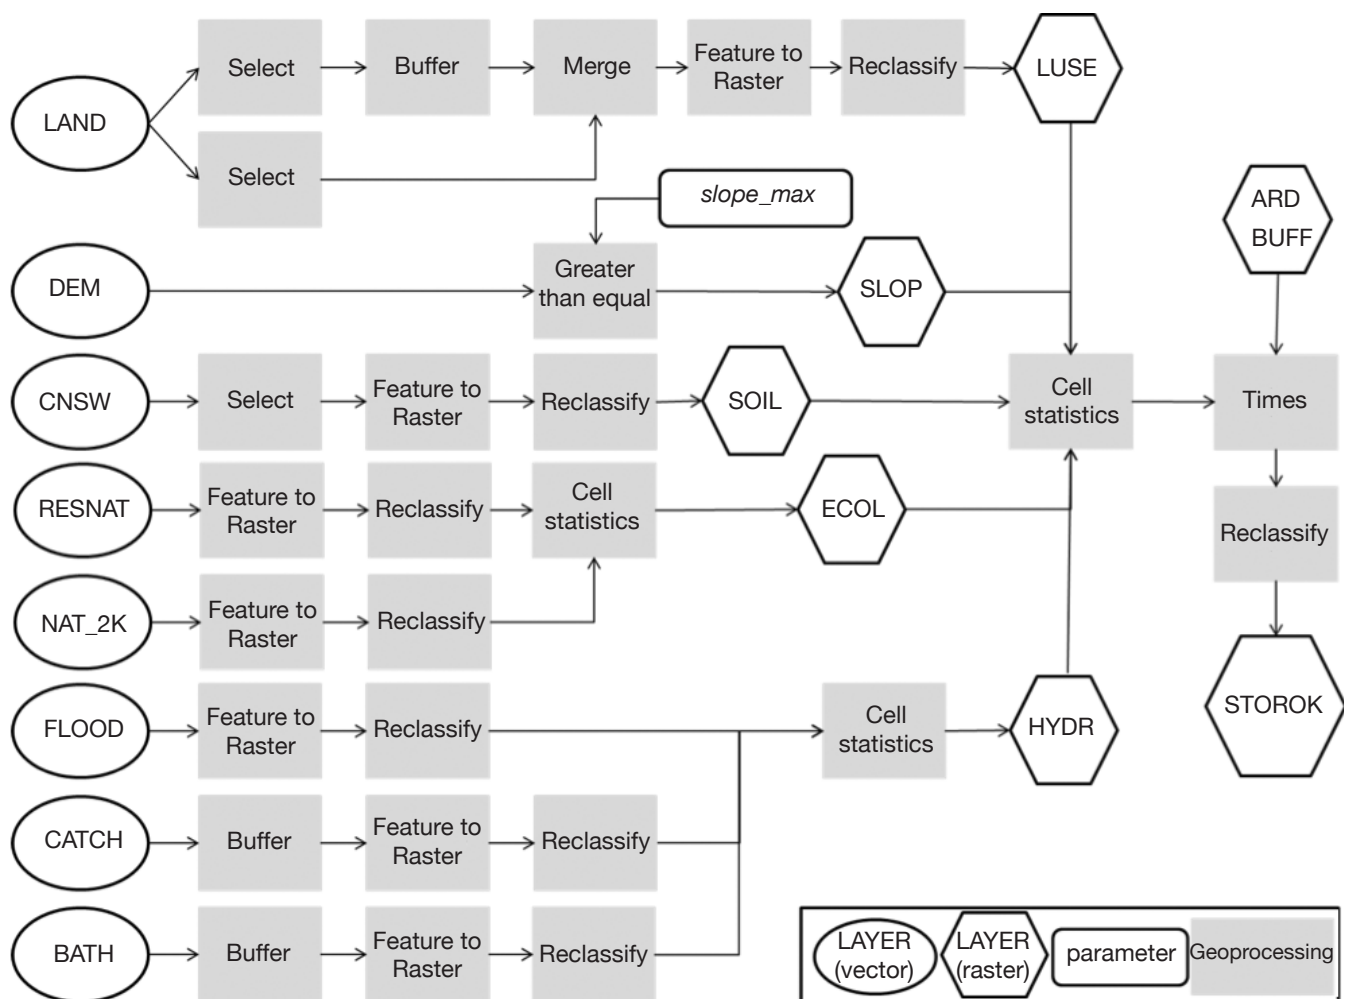 LAND
Select
Buffer
Merge
Feature to
Raster
Reclassify
LUSE
Select
slope_max
ARD
BUFF
DEM
Greater
than equal
SLOP
CNSW
Select
Feature to
Raster
Reclassify
SOIL
Cell
statistics
Times
RESNAT
Feature to
Raster
Reclassify
Cell
statistics
ECOL
Reclassify
NAT_2K
Feature to
Raster
Reclassify
FLOOD
Feature to
Raster
Reclassify
Cell
statistics
HYDR
STOROK
CATCH
Buffer
Feature to
Raster
Reclassify
BATH
Buffer
Feature to
Raster
Reclassify
LAYER
(vector)
LAYER
(raster)
parameter
Geoprocessing